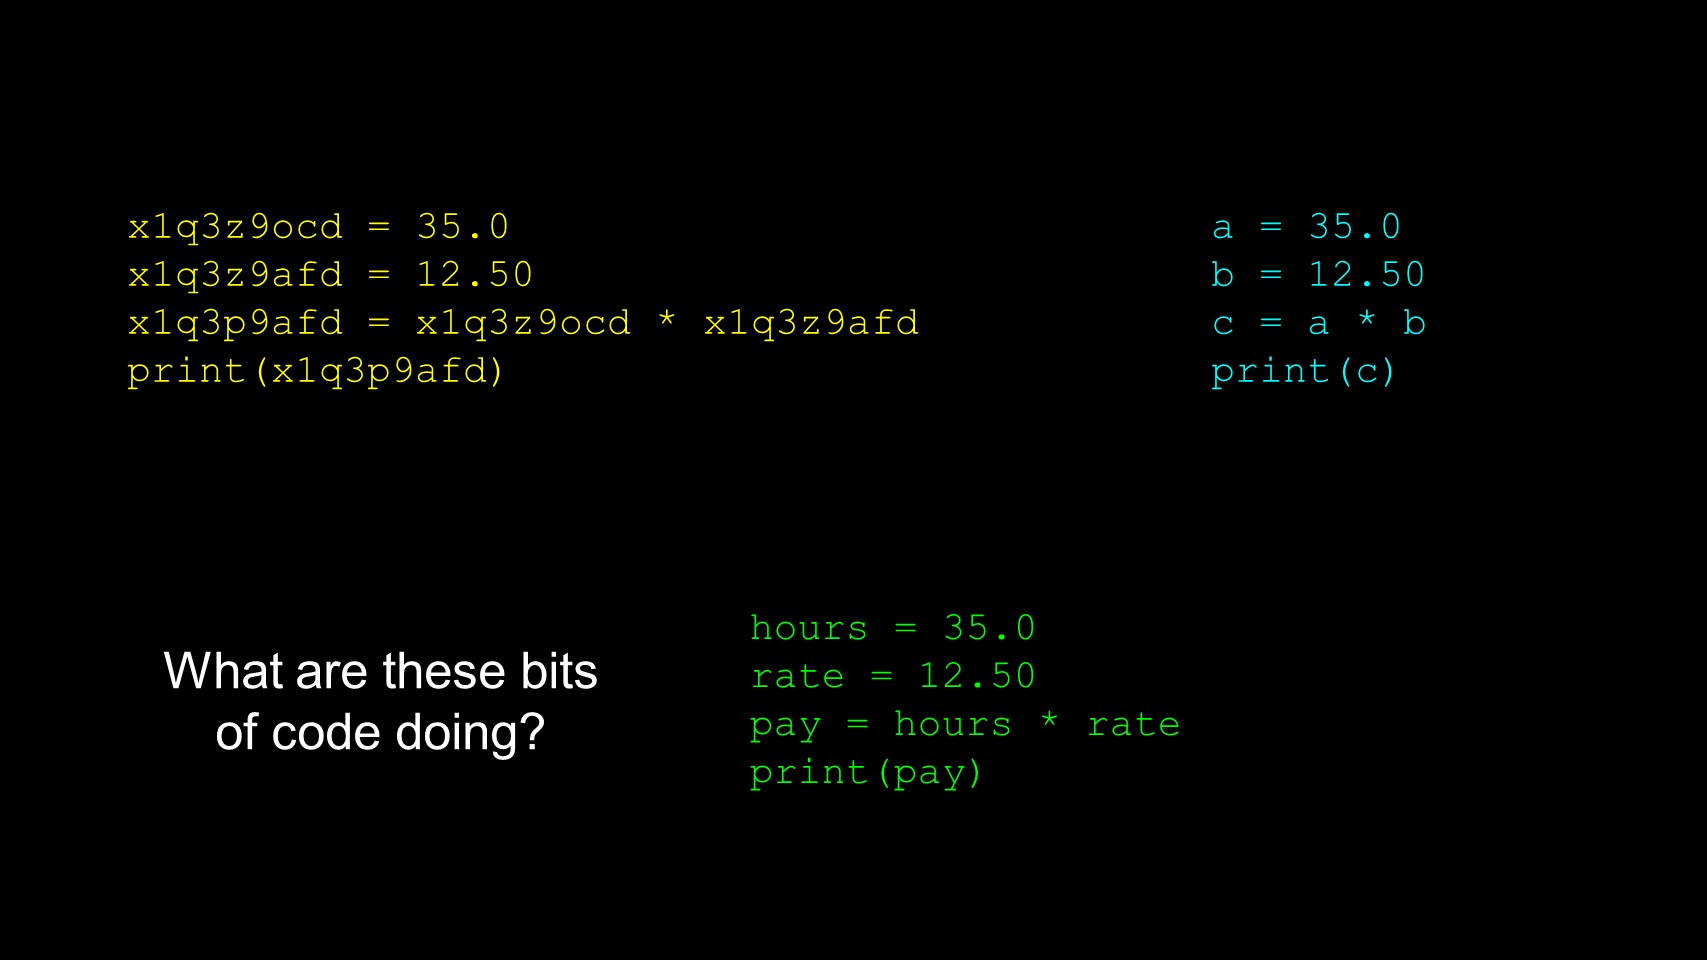 x1q3z9ocd = 35.0
x1q3z9afd = 12.50
x1q3p9afd = x1q3z9ocd * x1q3z9afd
print(x1q3p9afd)
a = 35.0
b = 12.50
c = a * b
print(c)
What are these bits
of code doing?
hours = 35.0
rate = 12.50
pay = hours * rate
print(pay)